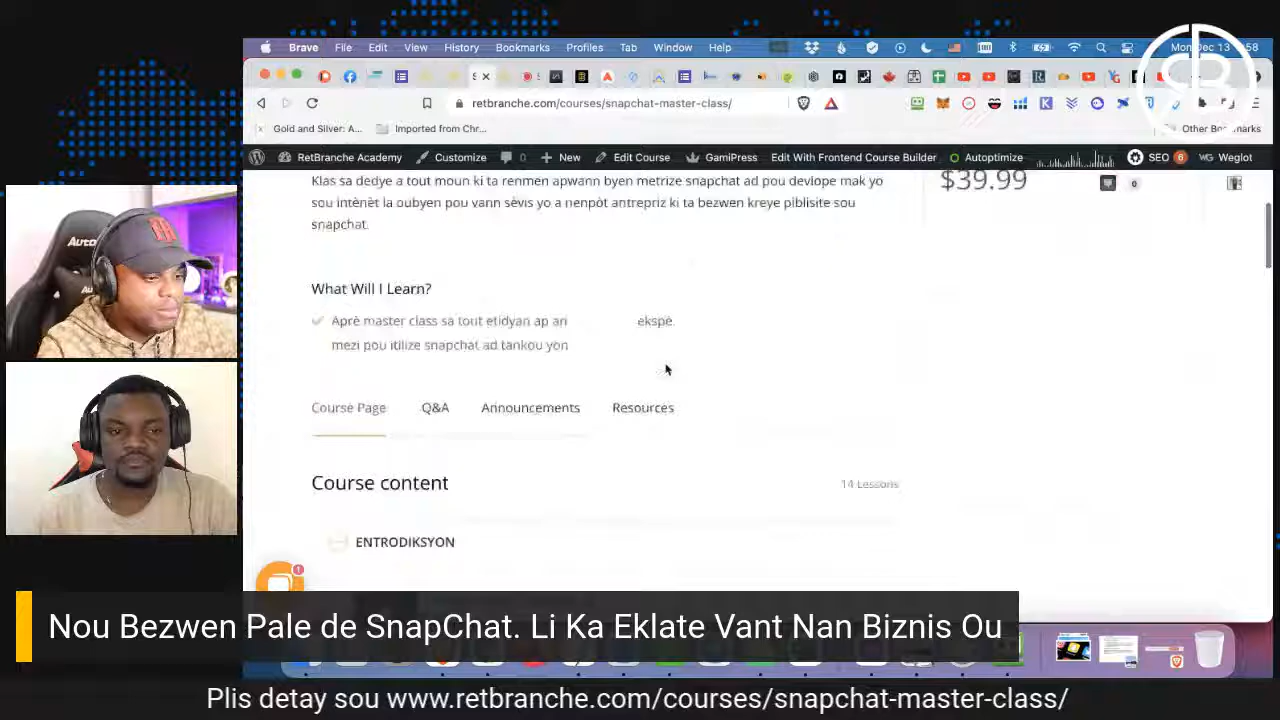 Brave File Edit View History Bookmarks Profiles Tab Window Help Mon Dec 13
retbranche.com/courses/snapchat-master-class/
Gold and Silver: A... Imported from Chr... Other Bookmarks
RetBranche Academy Customize 0 New Edit Course GamiPress Edit With Frontend Course Builder Autoptimize SEO 6 Weglot
Klas sa dedye a tout moun ki ta renmen apwann byen metrize snapchat ad pou devlope mak yo
$39.99
0
sou intènèt la oubyen pou vann sèvis yo a nenpòt antrepriz ki ta bezwen kreye piblisite sou
snapchat.
What Will I Learn?
Aprè master class sa tout etidyan ap an
ekspè.
mezi pou itilize snapchat ad tankou yon
Course Page Q&A Announcements Resources
Course content
14 Lessons
ENTRODIKSYON
1
Nou Bezwen Pale de SnapChat. Li Ka Eklate Vant Nan Biznis Ou
Plis detay sou www.retbranche.com/courses/snapchat-master-class/